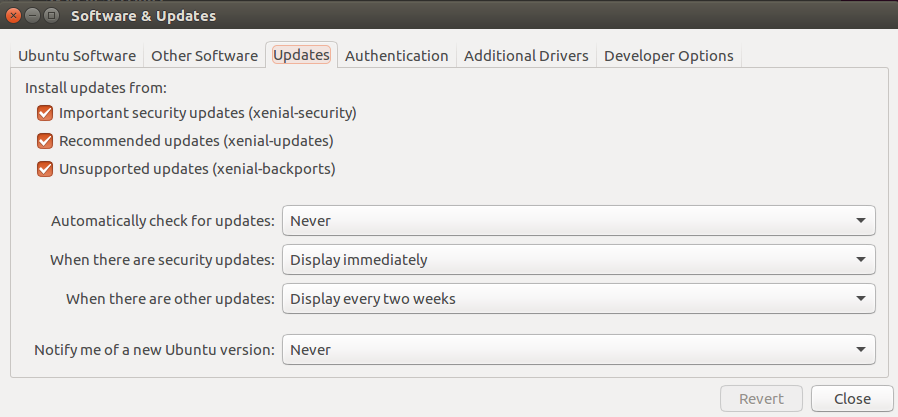 Software & Updates
Ubuntu Software Other Software Updates Authentication Additional Drivers Developer Options
Install updates from:
Important security updates (xenial-security)
Recommended updates (xenial-updates)
Unsupported updates (xenial-backports)
Automatically check for updates: Never
When there are security updates: Display immediately
When there are other updates: Display every two weeks
Notify me of a new Ubuntu version: Never
Revert Close